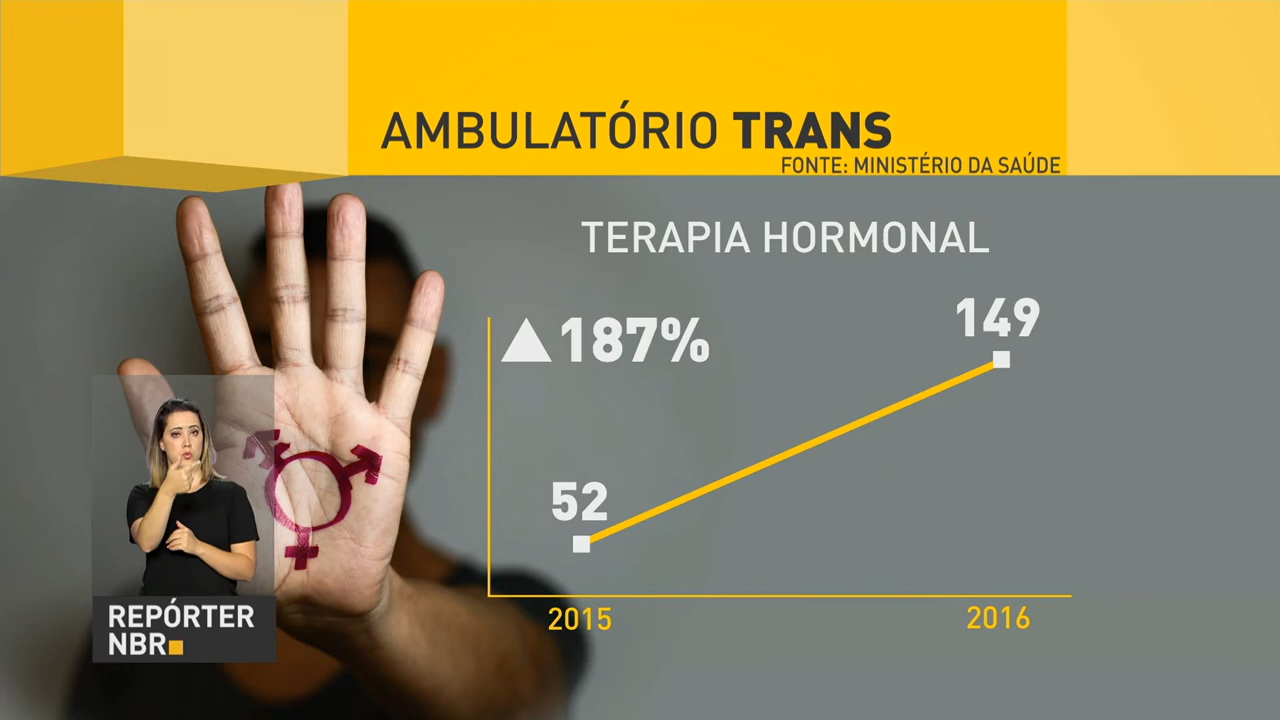 AMBULATÓRIO TRANS
FONTE: MINISTÉRIO DA SAÚDE
TERAPIA HORMONAL
187%
149
52
2015
2016
REPÓRTER
NBR